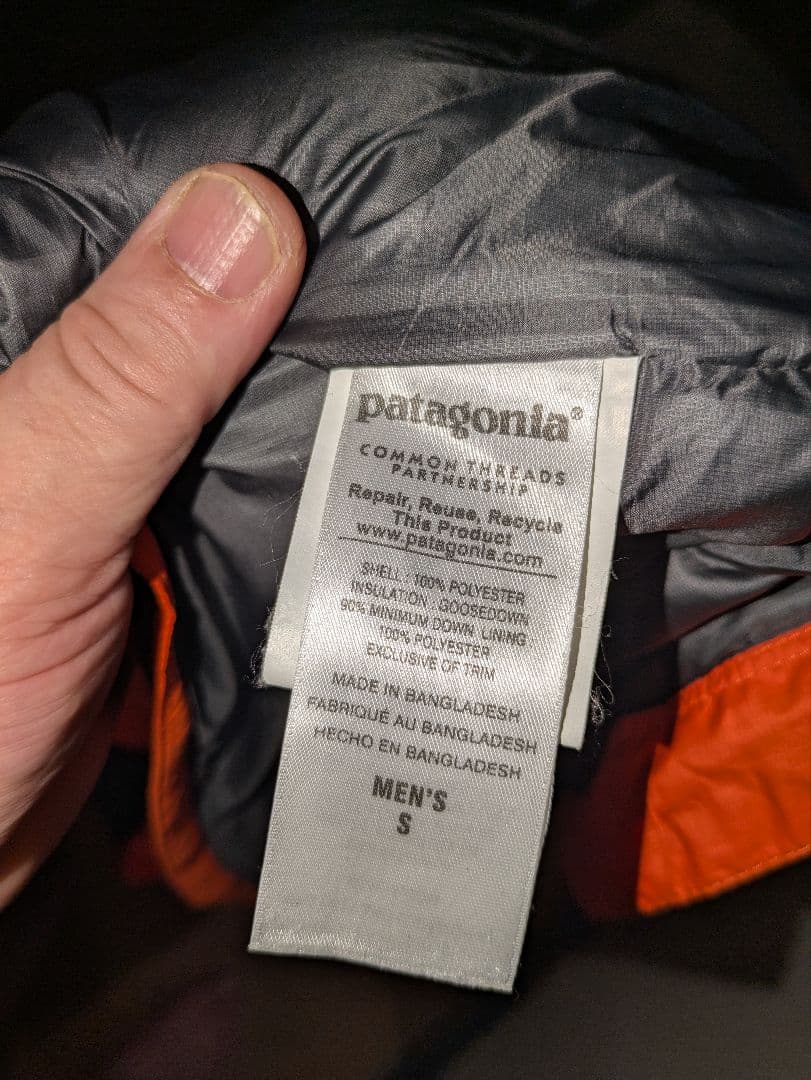 patagonia®
COMMON THREADS
PARTNERSHIP
Repair, Reuse, Recycle
This Product
www.patagonia.com
SHELL : 100% POLYESTER
INSULATION : GOOSEDOWN
90% MINIMUM DOWN LINING
100% POLYESTER
EXCLUSIVE OF TRIM
MADE IN BANGLADESH
FABRIQUÉ AU BANGLADESH
HECHO EN BANGLADESH
MEN'S
S